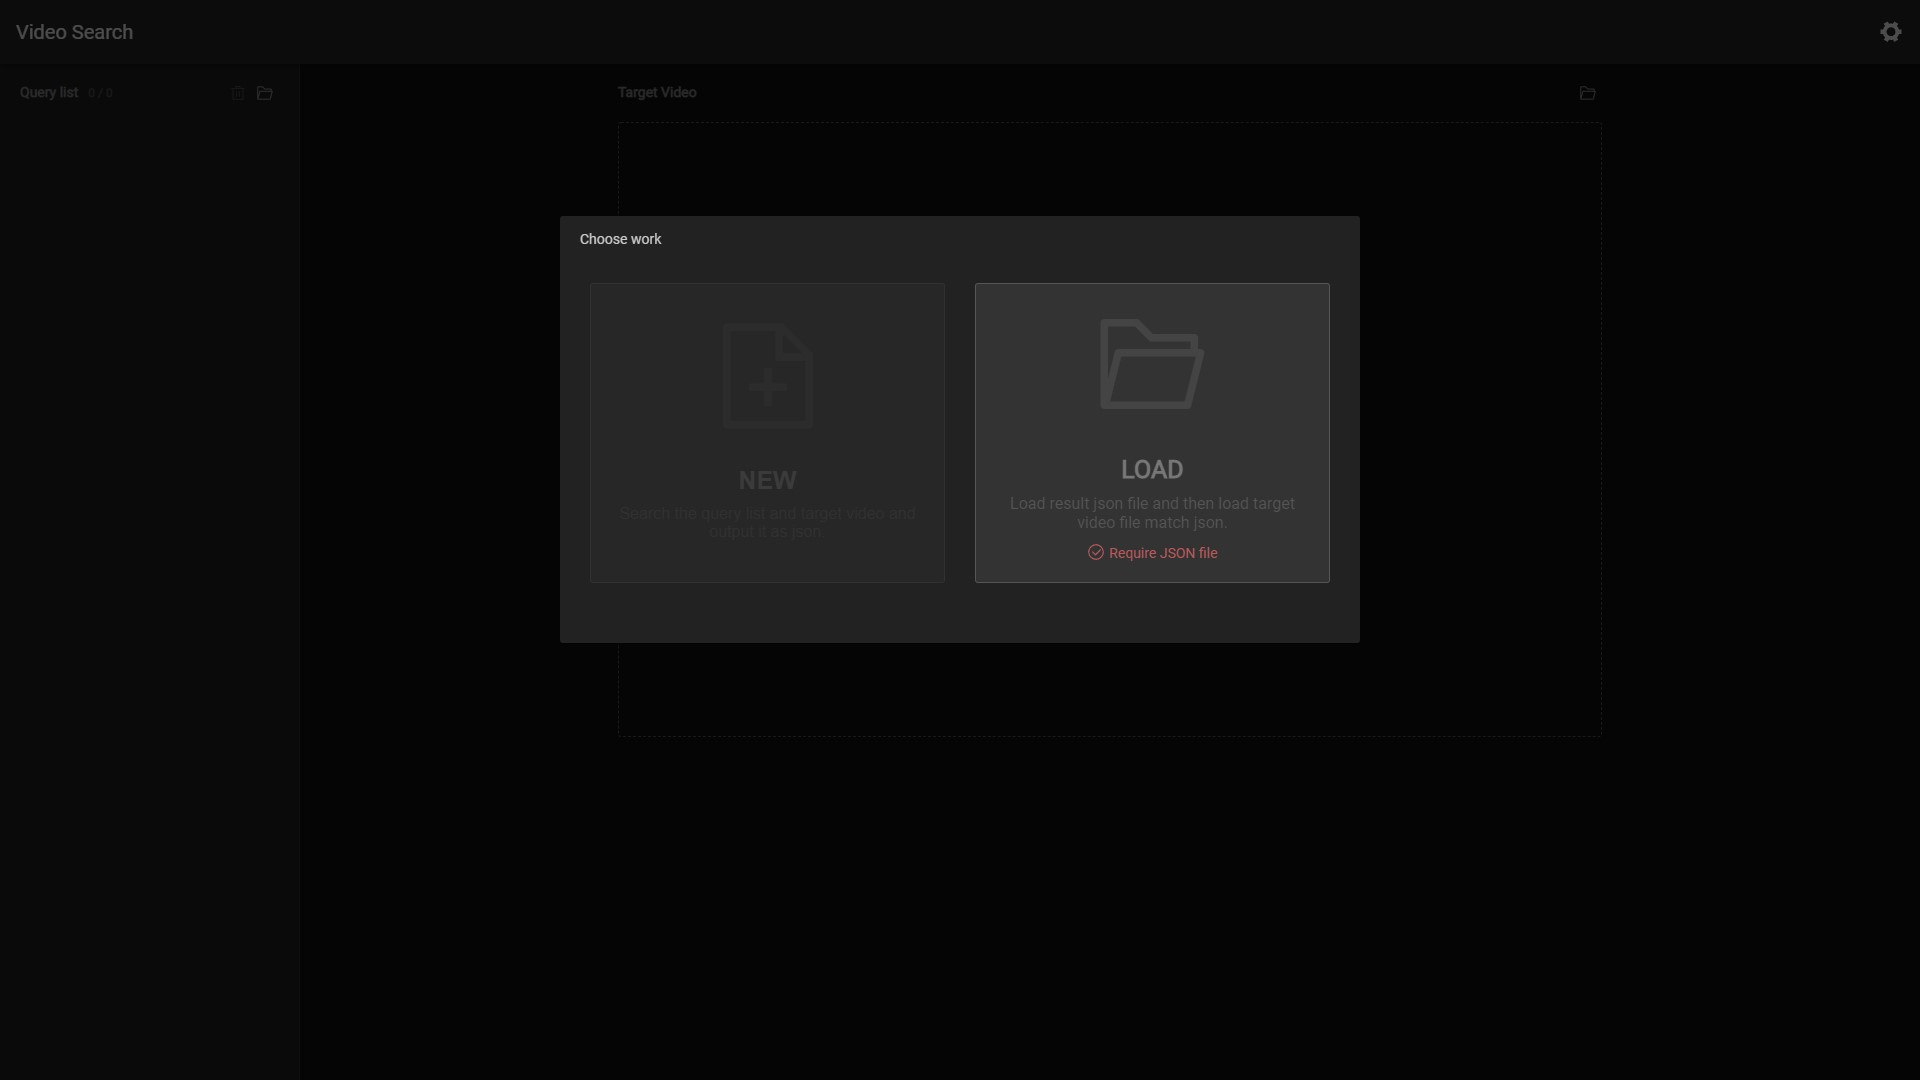 Video Search
Query list 0 / 0
Target Video
Choose work
NEW
Search the query list and target video and
output it as json.
LOAD
Load result json file and then load target
video file match json.
Require JSON file